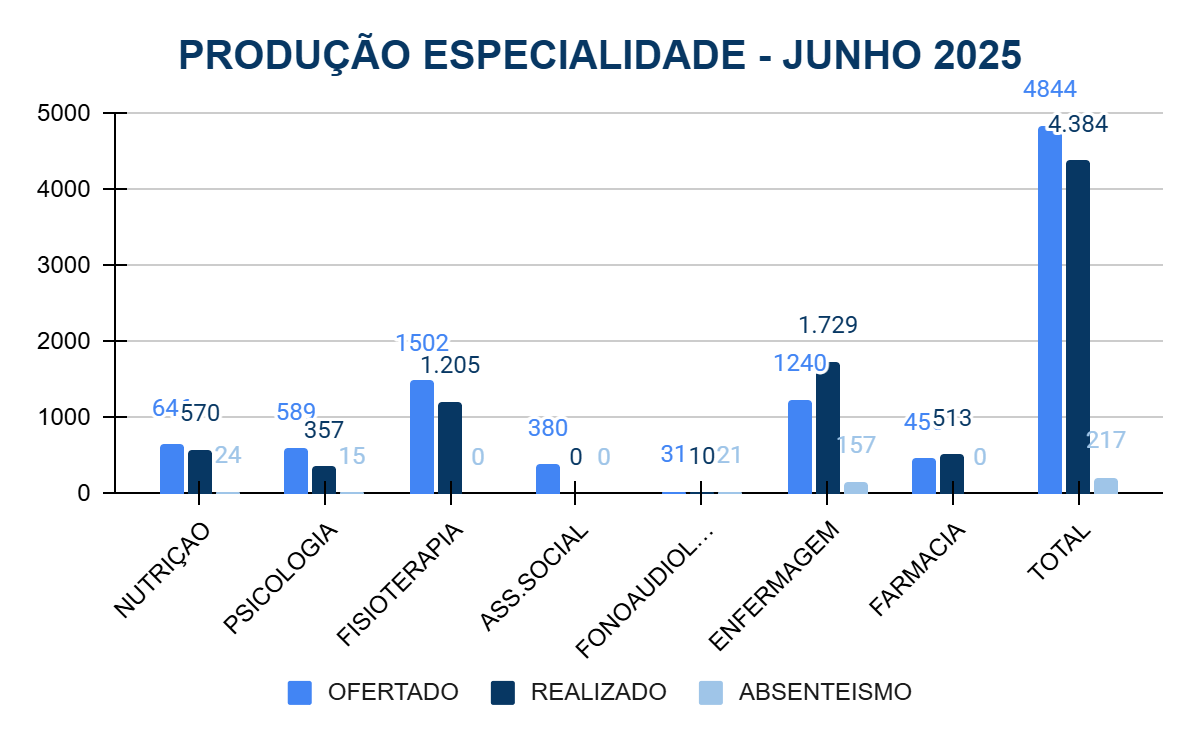 PRODUÇÃO ESPECIALIDADE - JUNHO 2025
5000
4000
3000
2000
1000
0
570
24
589
357
15
1502
1.205
0
380
0
0
31
10
21
1240
1.729
157
513
0
4844
4.384
217
NUTRIÇAO
PSICOLOGIA
FISIOTERAPIA
ASS.SOCIAL
FONOAUDIOL...
ENFERMAGEM
FARMACIA
TOTAL
OFERTADO
REALIZADO
ABSENTEISMO